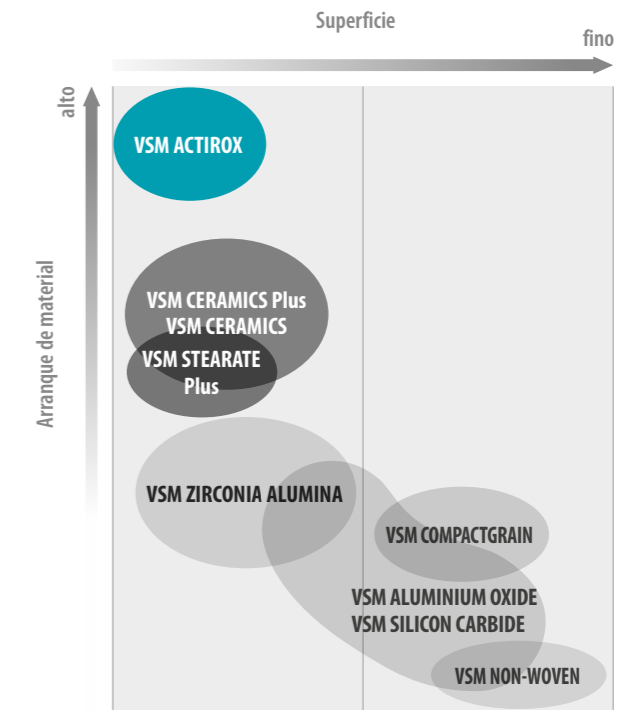 Superficie
fino
alto
Arranque de material
VSM ACTIROX
VSM CERAMICS Plus
VSM CERAMICS
VSM STEARATE
Plus
VSM ZIRCONIA ALUMINA
VSM COMPACTGRAIN
VSM ALUMINIUM OXIDE
VSM SILICON CARBIDE
VSM NON-WOVEN